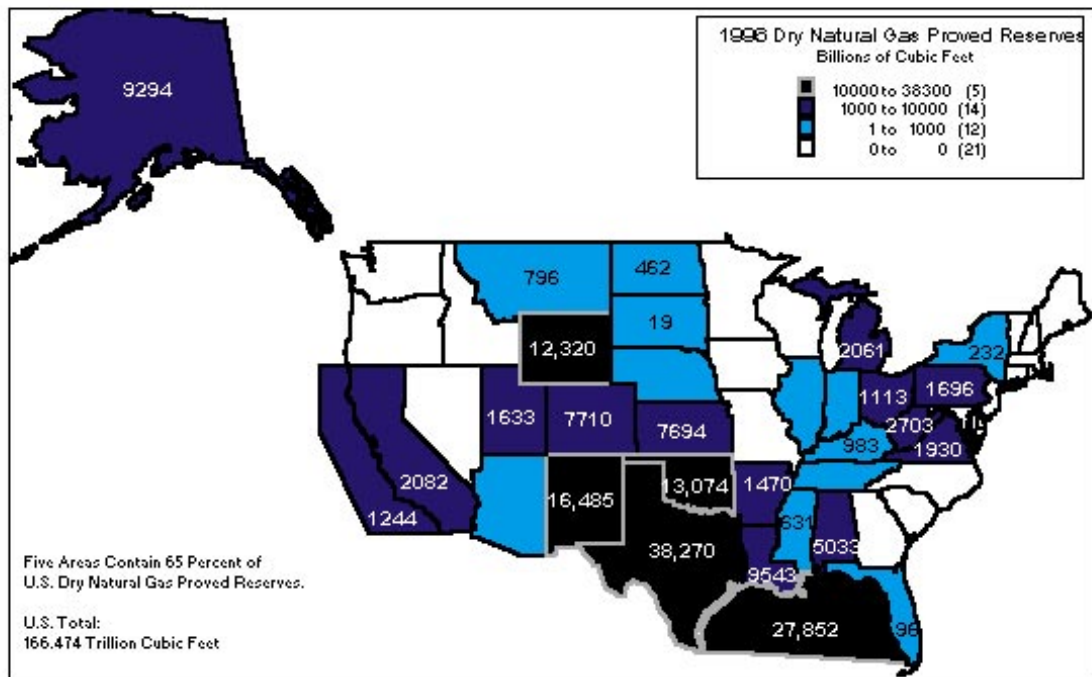 1996 Dry Natural Gas Proved Reserves
Billions of Cubic Feet
10000 to 38300 (5)
1000 to 10000 (14)
1 to 1000 (12)
0 to 0 (21)
9294
796
462
19
12,320
2061
232
1633
7710
7694
1113
1696
2703
983
1930
2082
1244
16,485
13,074
1470
631
5033
38,270
9543
27,852
96
Five Areas Contain 65 Percent of
U.S. Dry Natural Gas Proved Reserves.
U.S. Total:
166.474 Trillion Cubic Feet